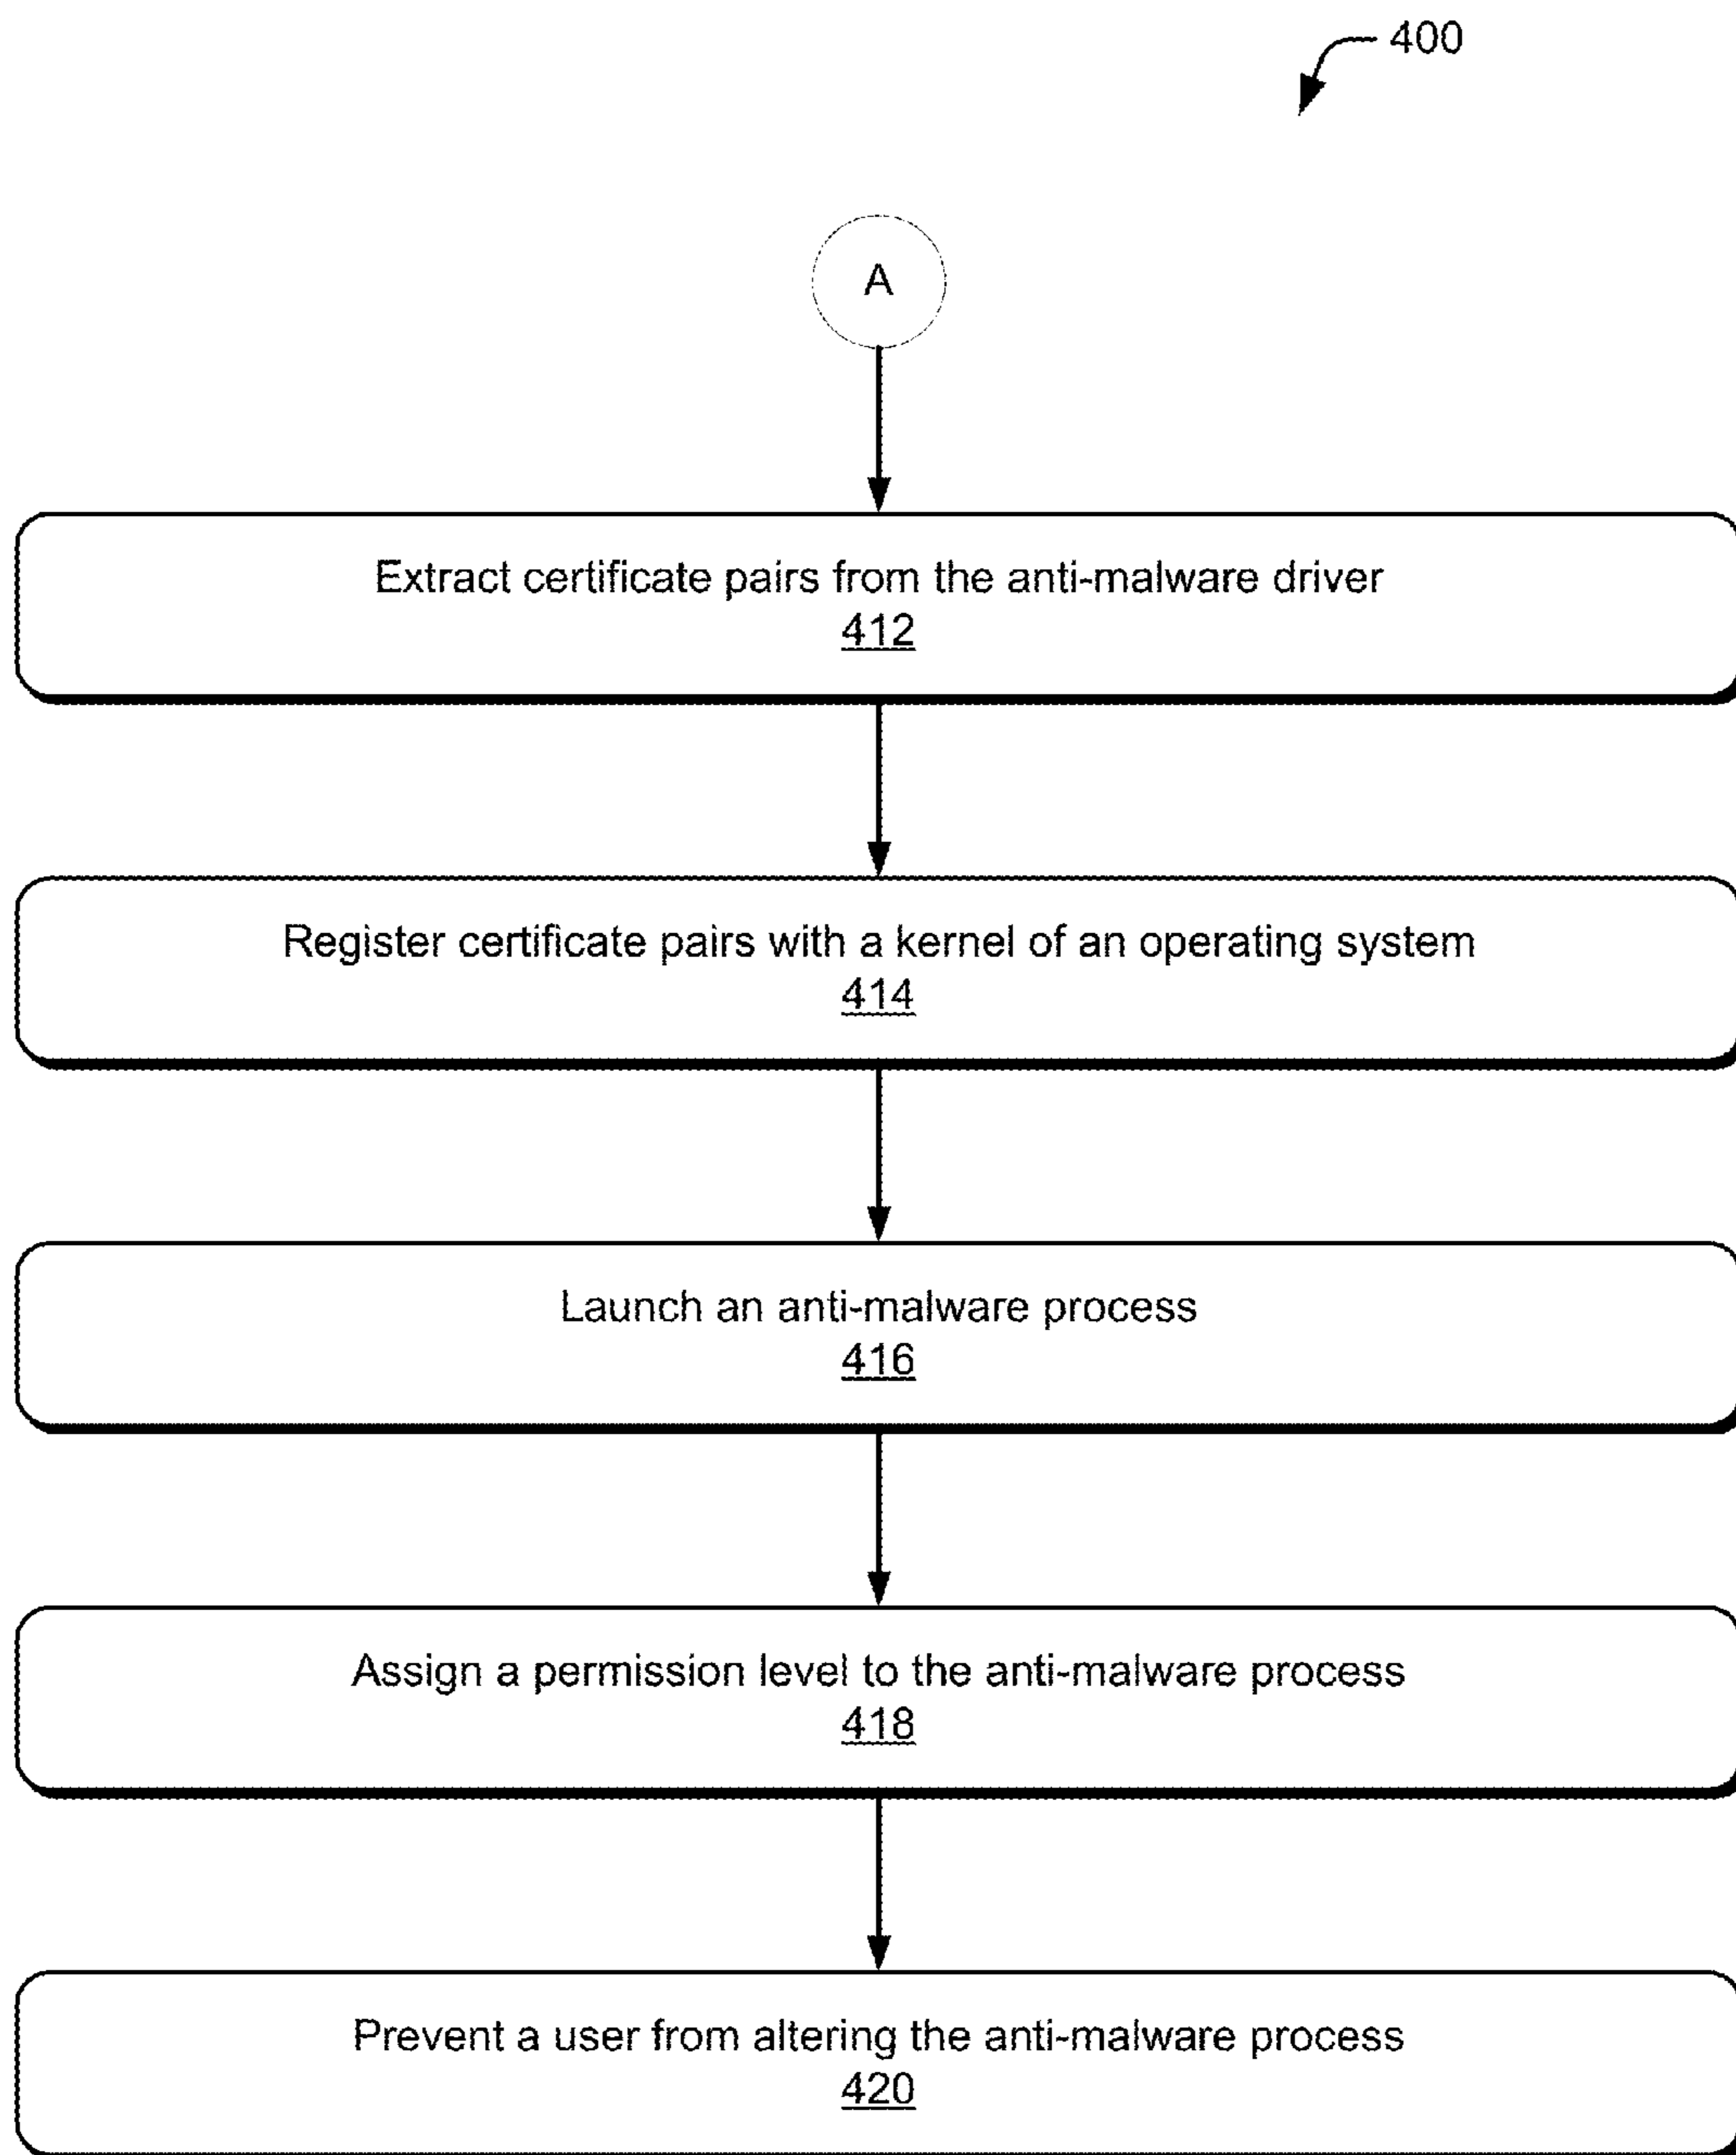 400
A
Extract certificate pairs from the anti-malware driver
412
Register certificate pairs with a kernel of an operating system
414
Launch an anti-malware process
416
Assign a permission level to the anti-malware process
418
Prevent a user from altering the anti-malware process
420